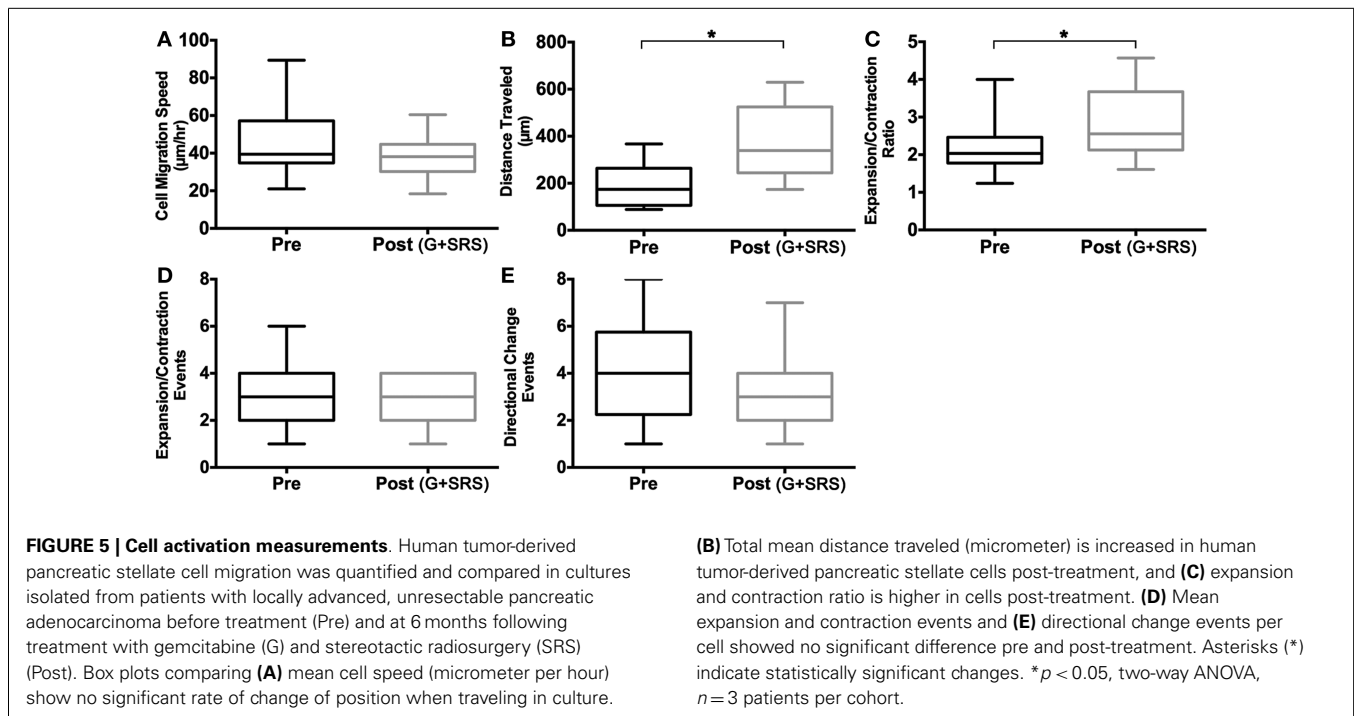 A
100
80
60
40
20
0
Cell Migration Speed
(µm/hr)
Pre
Post (G+SRS)
B
*
800
600
400
200
0
Distance Traveled
(µm)
Pre
Post (G+SRS)
C
*
5
4
3
2
1
0
Expansion/Contraction
Ratio
Pre
Post (G+SRS)
D
8
6
4
2
0
Expansion/Contraction
Events
Pre
Post (G+SRS)
E
8
6
4
2
0
Directional Change
Events
Pre
Post (G+SRS)
FIGURE 5 | Cell activation measurements. Human tumor-derived
pancreatic stellate cell migration was quantified and compared in cultures
isolated from patients with locally advanced, unresectable pancreatic
adenocarcinoma before treatment (Pre) and at 6 months following
treatment with gemcitabine (G) and stereotactic radiosurgery (SRS)
(Post). Box plots comparing (A) mean cell speed (micrometer per hour)
show no significant rate of change of position when traveling in culture.
(B) Total mean distance traveled (micrometer) is increased in human
tumor-derived pancreatic stellate cells post-treatment, and (C) expansion
and contraction ratio is higher in cells post-treatment. (D) Mean
expansion and contraction events and (E) directional change events per
cell showed no significant difference pre and post-treatment. Asterisks (*)
indicate statistically significant changes. *p < 0.05, two-way ANOVA,
n = 3 patients per cohort.